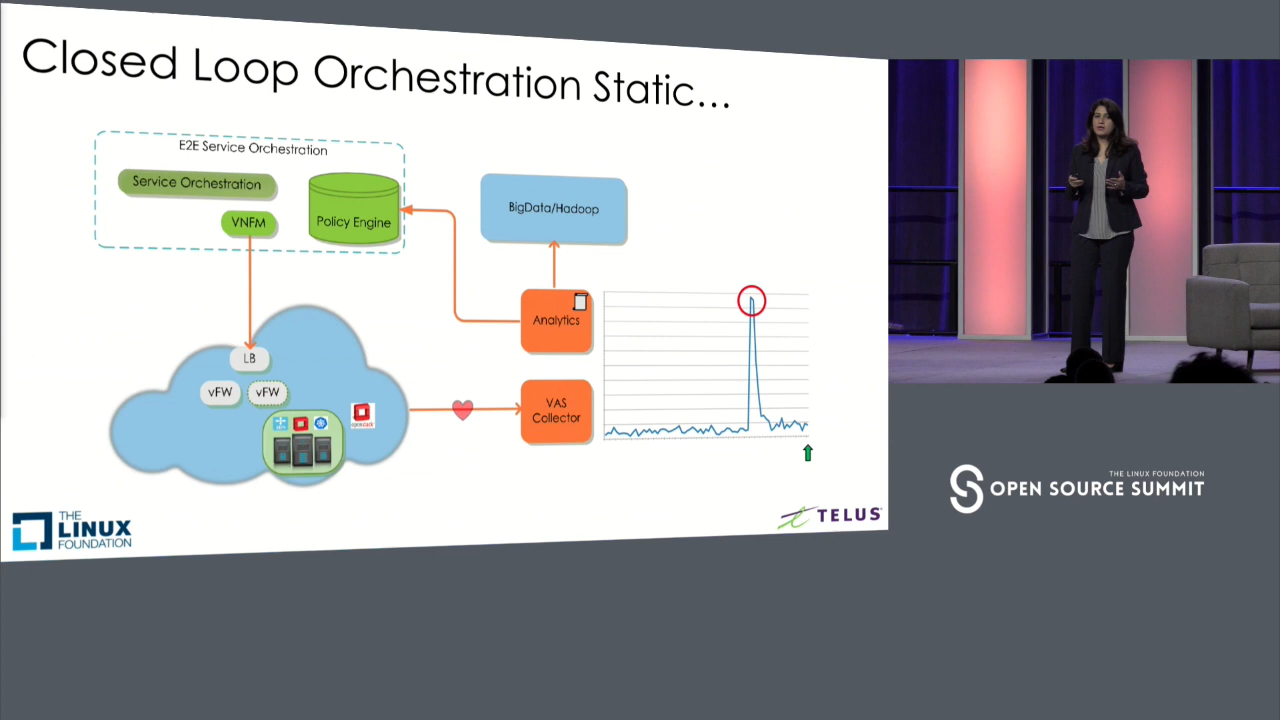 Closed Loop Orchestration Static...
E2E Service Orchestration
Service Orchestration
VNFM
Policy Engine
BigData/Hadoop
Analytics
VAS
Collector
LB
vFW
vFW
THE
LINUX
FOUNDATION
TELUS
THE LINUX FOUNDATION
OPEN SOURCE SUMMIT